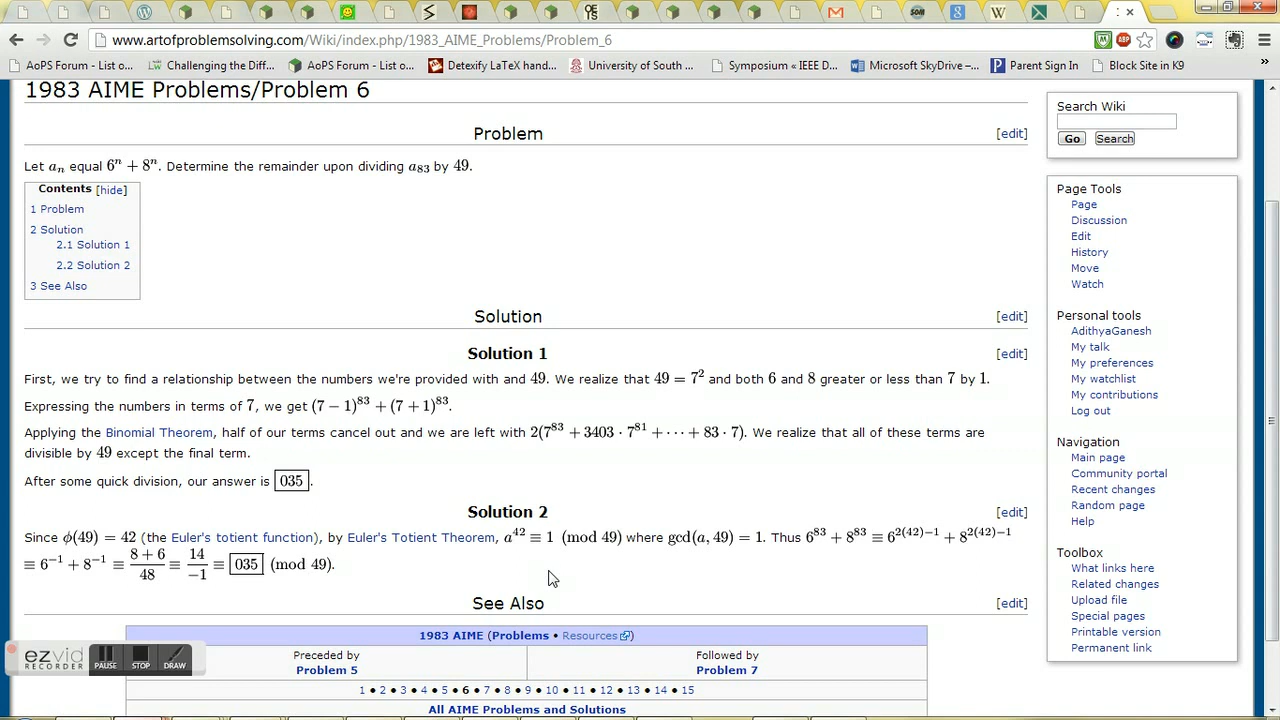 www.artofproblemsolving.com/Wiki/index.php/1983_AIME_Problems/Problem_6
AoPS Forum - List o... Challenging the Diff... AoPS Forum - List o... Detexify LaTeX hand... University of South ... Symposium « IEEE D... Microsoft SkyDrive –... Parent Sign In Block Site in K9 »
1983 AIME Problems/Problem 6
Problem [edit]
Let aₙ equal 6ⁿ + 8ⁿ. Determine the remainder upon dividing a₈₃ by 49.
Contents [hide]
1 Problem
2 Solution
2.1 Solution 1
2.2 Solution 2
3 See Also
Solution [edit]
Solution 1 [edit]
First, we try to find a relationship between the numbers we're provided with and 49. We realize that 49 = 7² and both 6 and 8 greater or less than 7 by 1.
Expressing the numbers in terms of 7, we get (7 − 1)⁸³ + (7 + 1)⁸³.
Applying the Binomial Theorem, half of our terms cancel out and we are left with 2(7⁸³ + 3403 · 7⁸¹ + ··· + 83 · 7). We realize that all of these terms are
divisible by 49 except the final term.
After some quick division, our answer is 035.
Solution 2 [edit]
Since ϕ(49) = 42 (the Euler's totient function), by Euler's Totient Theorem, a⁴² ≡ 1 (mod 49) where gcd(a, 49) = 1. Thus 6⁸³ + 8⁸³ ≡ 6²⁽⁴²⁾⁻¹ + 8²⁽⁴²⁾⁻¹
≡ 6⁻¹ + 8⁻¹ ≡ (8 + 6)/48 ≡ 14/−1 ≡ 035 (mod 49).
See Also [edit]
1983 AIME (Problems • Resources)
Preceded by
Problem 5
Followed by
Problem 7
1 • 2 • 3 • 4 • 5 • 6 • 7 • 8 • 9 • 10 • 11 • 12 • 13 • 14 • 15
All AIME Problems and Solutions
Search Wiki
Go Search
Page Tools
Page
Discussion
Edit
History
Move
Watch
Personal tools
AdithyaGanesh
My talk
My preferences
My watchlist
My contributions
Log out
Navigation
Main page
Community portal
Recent changes
Random page
Help
Toolbox
What links here
Related changes
Upload file
Special pages
Printable version
Permanent link
ezvid
RECORDER
PAUSE STOP DRAW